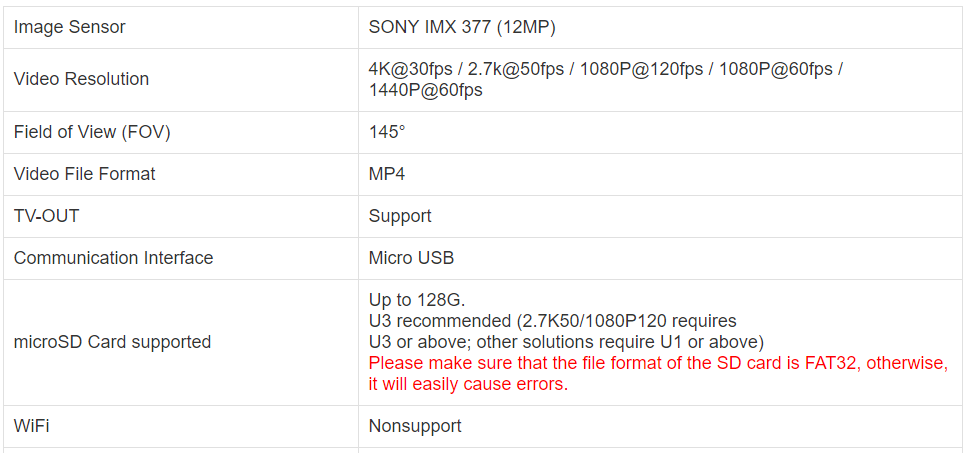 Image Sensor
SONY IMX 377 (12MP)
Video Resolution
4K@30fps / 2.7k@50fps / 1080P@120fps / 1080P@60fps /
1440P@60fps
Field of View (FOV)
145°
Video File Format
MP4
TV-OUT
Support
Communication Interface
Micro USB
microSD Card supported
Up to 128G.
U3 recommended (2.7K50/1080P120 requires
U3 or above; other solutions require U1 or above)
Please make sure that the file format of the SD card is FAT32, otherwise,
it will easily cause errors.
WiFi
Nonsupport